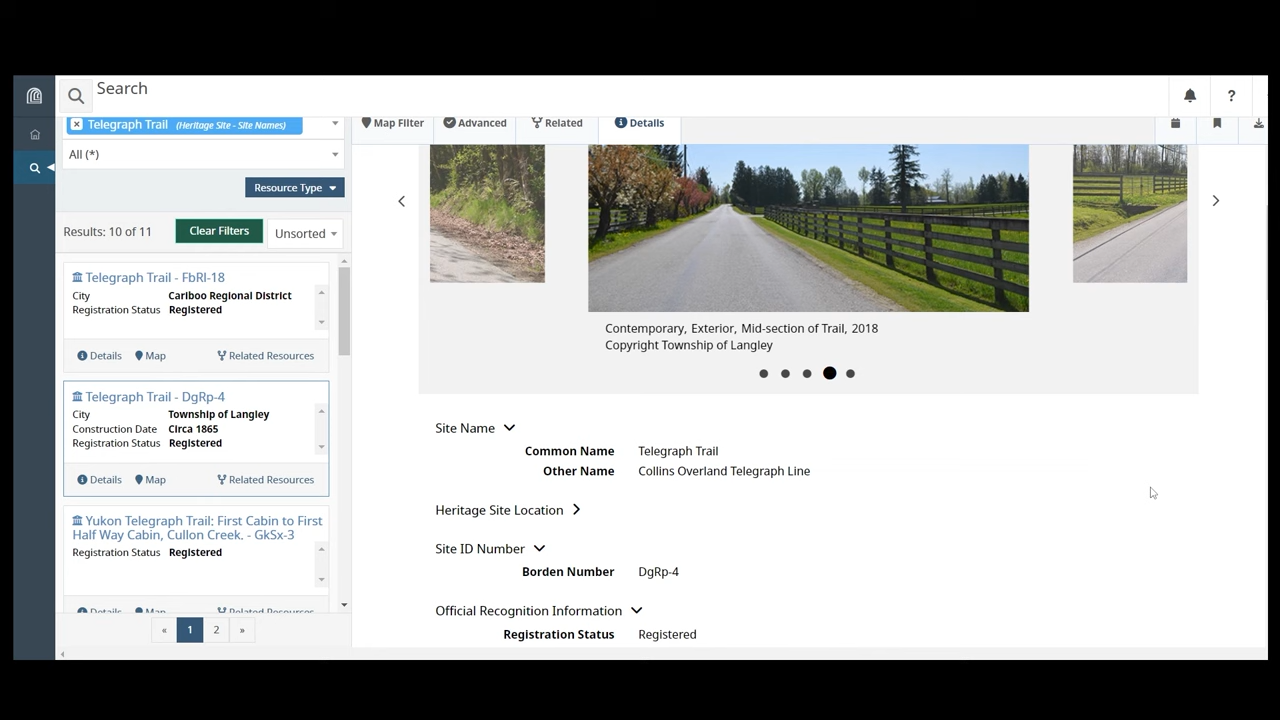 Search
?
× Telegraph Trail (Heritage Site - Site Names)
All (*)
Resource Type
Results: 10 of 11
Clear Filters
Unsorted
Telegraph Trail - FbRl-18
City Cariboo Regional District
Registration Status Registered
Details Map Related Resources
Telegraph Trail - DgRp-4
City Township of Langley
Construction Date Circa 1865
Registration Status Registered
Details Map Related Resources
Yukon Telegraph Trail: First Cabin to First
Half Way Cabin, Cullon Creek. - GkSx-3
Registration Status Registered
Details Map Related Resources
« 1 2 »
Map Filter Advanced Related Details
Contemporary, Exterior, Mid-section of Trail, 2018
Copyright Township of Langley
Site Name
Common Name Telegraph Trail
Other Name Collins Overland Telegraph Line
Heritage Site Location
Site ID Number
Borden Number DgRp-4
Official Recognition Information
Registration Status Registered